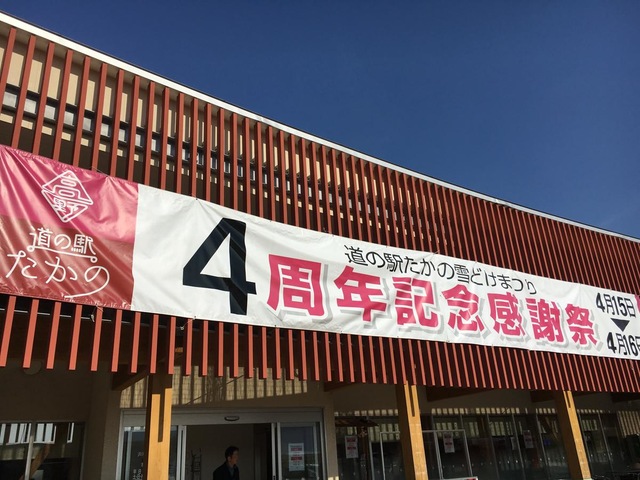 高野
道の駅
たかの
道の駅たかの雪どけまつり
4周年記念感謝祭
4月15日
▼
4月16日